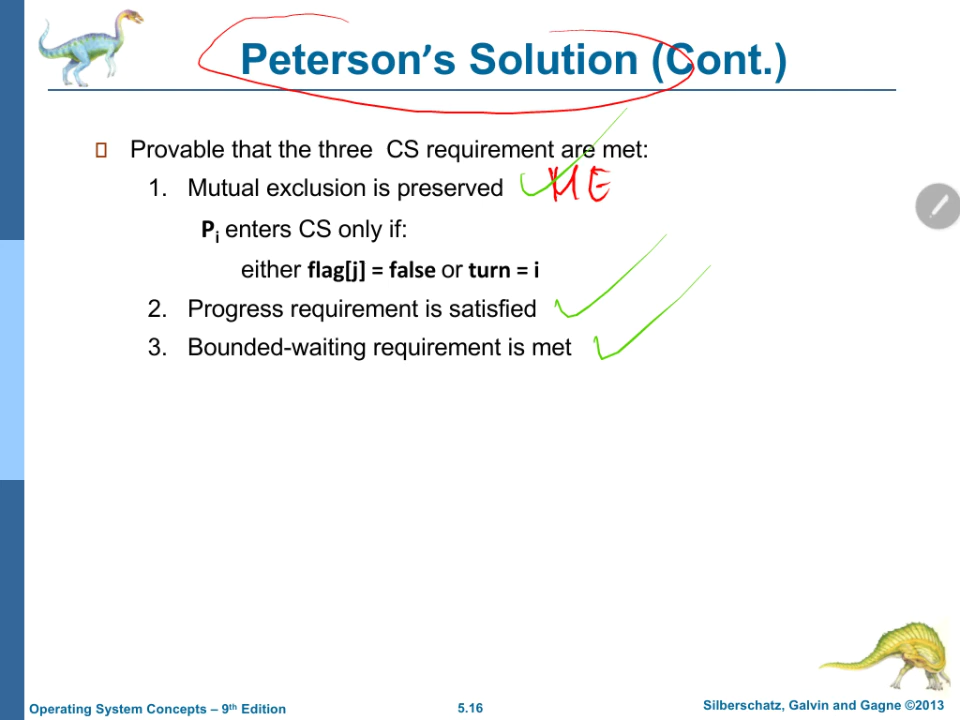 Peterson's Solution (Cont.)
Provable that the three CS requirement are met:
1. Mutual exclusion is preserved ME
Pi enters CS only if:
either flag[j] = false or turn = i
2. Progress requirement is satisfied
3. Bounded-waiting requirement is met
Operating System Concepts – 9th Edition
5.16
Silberschatz, Galvin and Gagne ©2013